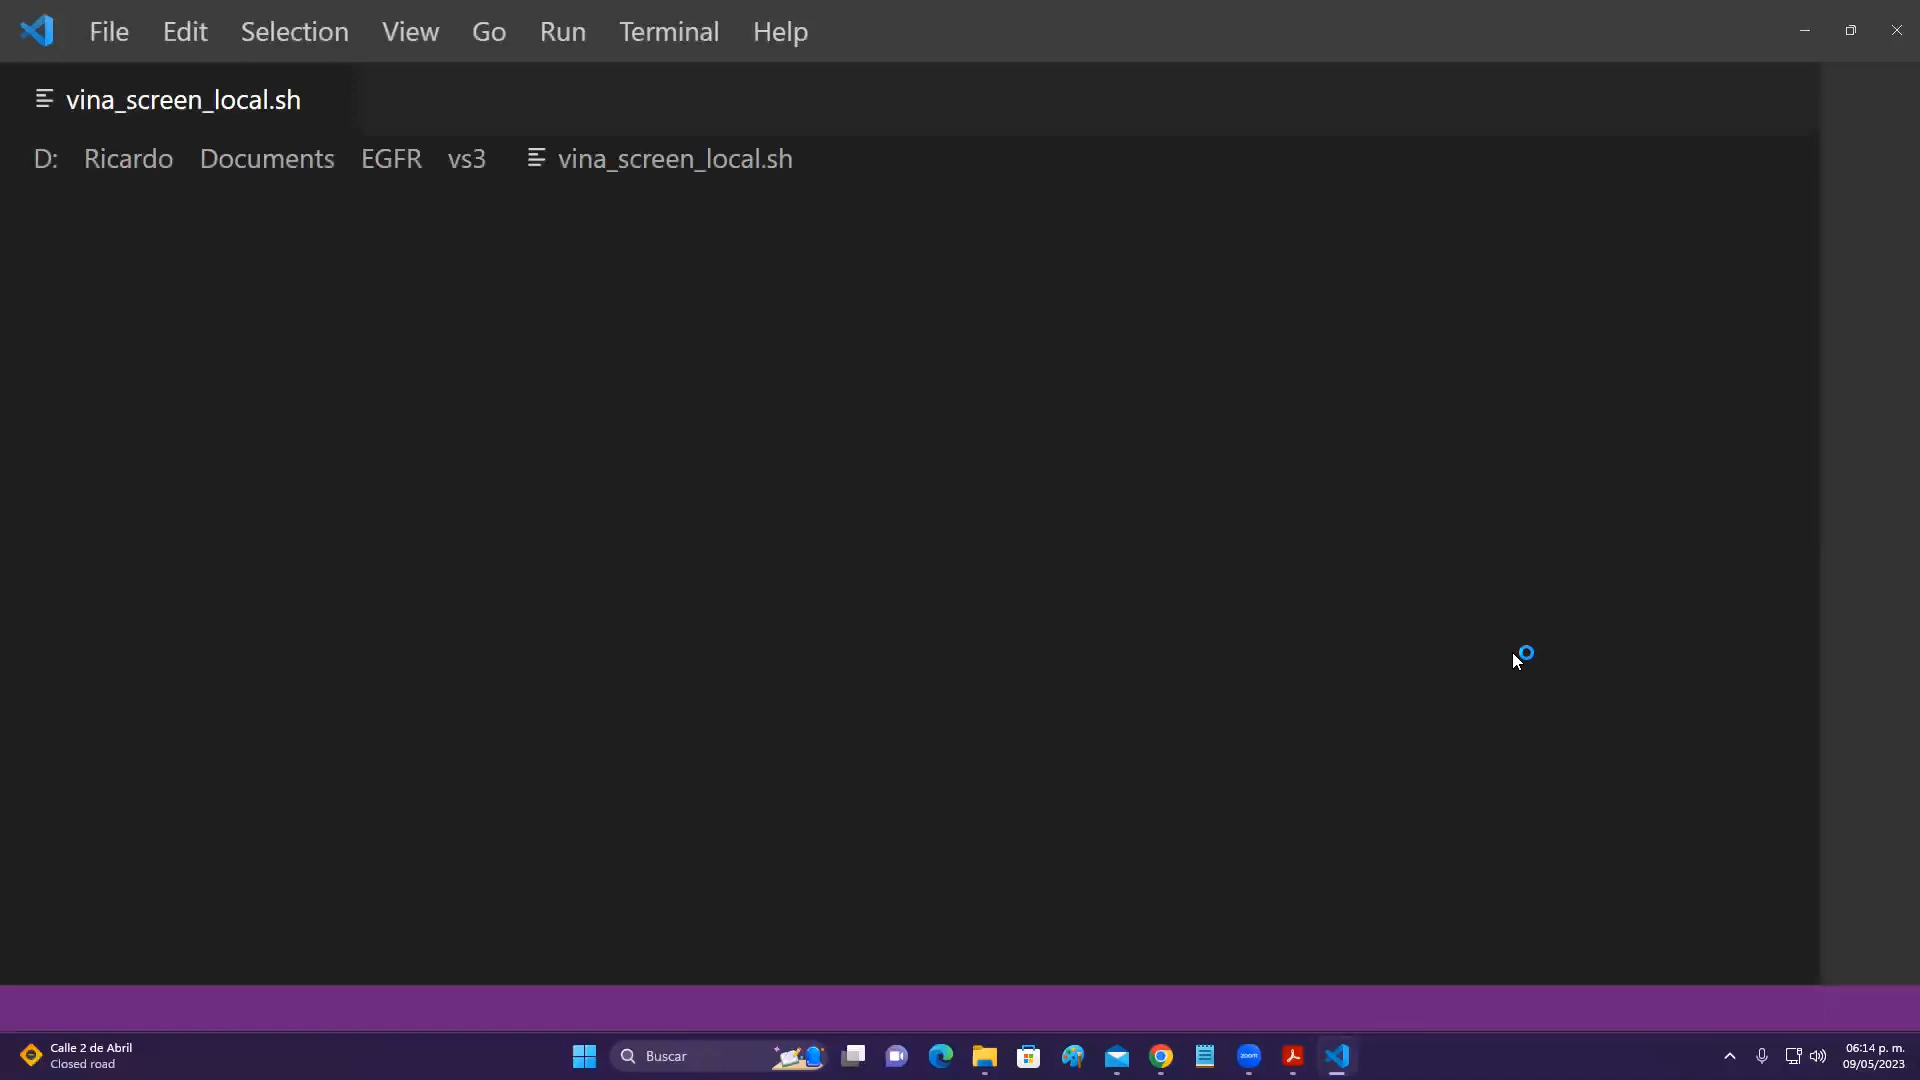 File Edit Selection View Go Run Terminal Help
vina_screen_local.sh
D: Ricardo Documents EGFR vs3 vina_screen_local.sh
Calle 2 de Abril
Closed road
Buscar
zoom
06:14 p. m.
09/05/2023